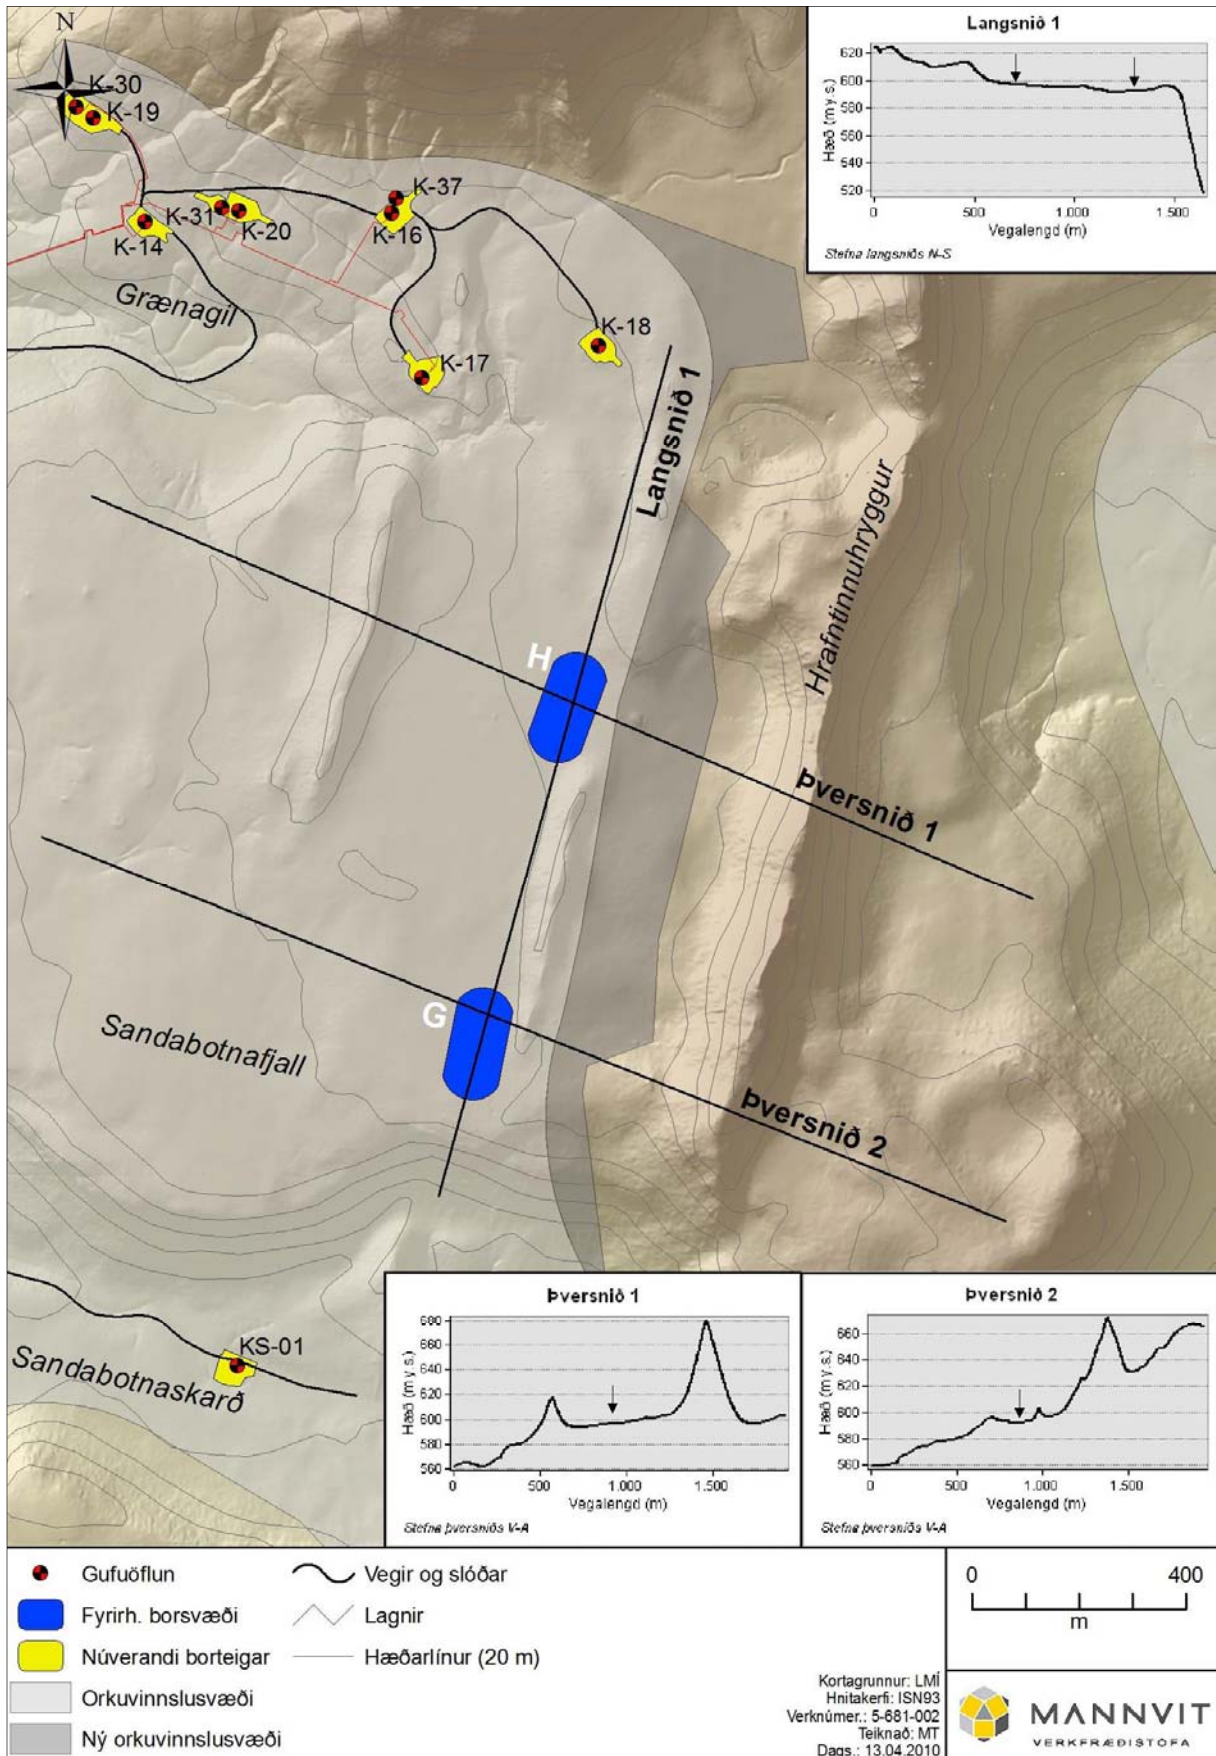 N
K-30
K-19
K-37
K-31
K-20
K-16
K-14
Grænagil
K-18
K-17
Langsnið 1
Hrafntinnuhryggur
H
Þversnið 1
G
Sandabotnafjall
Þversnið 2
KS-01
Sandabotnaskarð
Langsnið 1
Hæð (m y.s.)
620
600
580
560
540
520
0 500 1.000 1.500
Vegalengd (m)
Stefna langsniðs N-S
Þversnið 1
Hæð (m y.s.)
680
660
640
620
600
580
560
0 500 1.000 1.500
Vegalengd (m)
Stefna þversniðs V-A
Þversnið 2
Hæð (m y.s.)
660
640
620
600
580
560
0 500 1.000 1.500
Vegalengd (m)
Stefna þversniðs V-A
Gufuöflun
Fyrirh. borsvæði
Núverandi borteigar
Orkuvinnslusvæði
Ný orkuvinnslusvæði
Vegir og slóðar
Lagnir
Hæðarlínur (20 m)
0 400
m
Kortagrunnur: LMÍ
Hnitakerfi: ISN93
Verknúmer.: 5-681-002
Teiknað: MT
Dags.: 13.04.2010
MANNVIT
VERKFRÆÐISTOFA